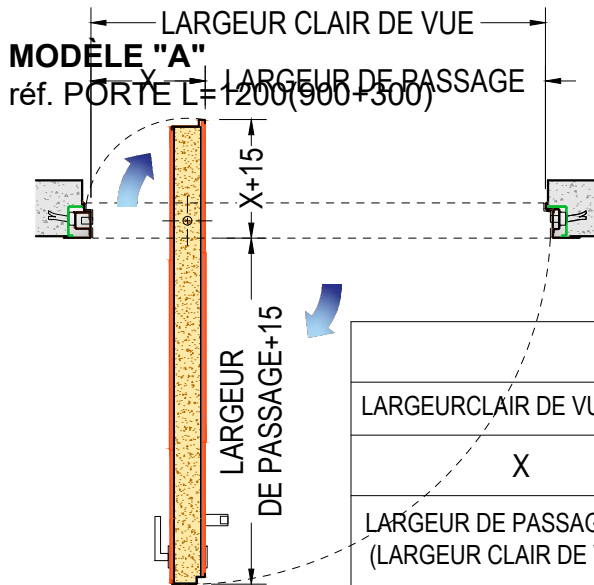 LARGEUR CLAIR DE VUE
MODÈLE "A"
X
LARGEUR DE PASSAGE
réf. PORTE L=1200(900+300)
X+15
LARGEUR
DE PASSAGE+15
LARGEURCLAIR DE VU
X
LARGEUR DE PASSAG
(LARGEUR CLAIR DE